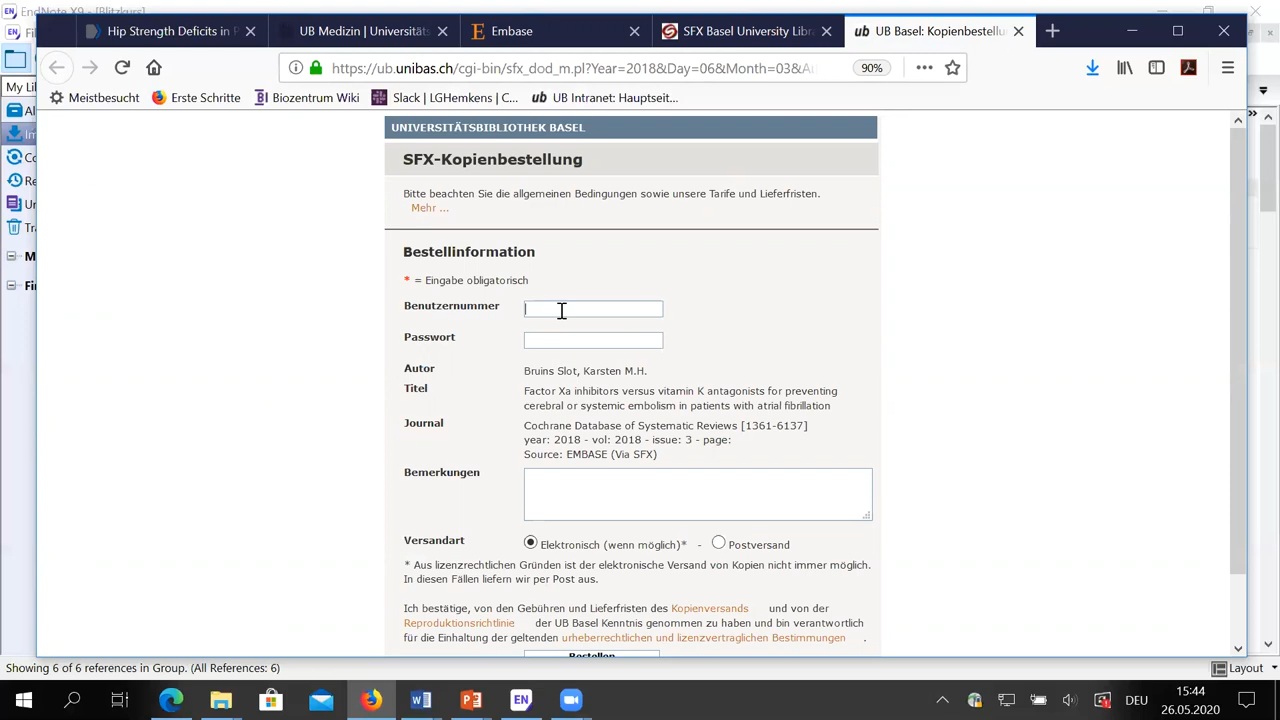 EndNote X9 - [Blitzkurs]
Hip Strength Deficits in P
UB Medizin | Universitäts
Embase
SFX Basel University Libra
UB Basel: Kopienbestellu
https://ub.unibas.ch/cgi-bin/sfx_dod_m.pl?Year=2018&Day=06&Month=03&Au
90%
Meistbesucht
Erste Schritte
Biozentrum Wiki
Slack | LGHemkens | C...
UB Intranet: Hauptseit...
My Li
UNIVERSITÄTSBIBLIOTHEK BASEL
SFX-Kopienbestellung
Bitte beachten Sie die allgemeinen Bedingungen sowie unsere Tarife und Lieferfristen.
Mehr ...
Bestellinformation
* = Eingabe obligatorisch
Benutzernummer
Passwort
Autor Bruins Slot, Karsten M.H.
Titel Factor Xa inhibitors versus vitamin K antagonists for preventing
cerebral or systemic embolism in patients with atrial fibrillation
Journal Cochrane Database of Systematic Reviews [1361-6137]
year: 2018 - vol: 2018 - issue: 3 - page:
Source: EMBASE (Via SFX)
Bemerkungen
Versandart Elektronisch (wenn möglich)* - Postversand
* Aus lizenzrechtlichen Gründen ist der elektronische Versand von Kopien nicht immer möglich.
In diesen Fällen liefern wir per Post aus.
Ich bestätige, von den Gebühren und Lieferfristen des Kopienversands und von der
Reproduktionsrichtlinie der UB Basel Kenntnis genommen zu haben und bin verantwortlich
für die Einhaltung der geltenden urheberrechtlichen und lizenzvertraglichen Bestimmungen .
Bestellen
Showing 6 of 6 references in Group. (All References: 6)
Layout
DEU
15:44
26.05.2020